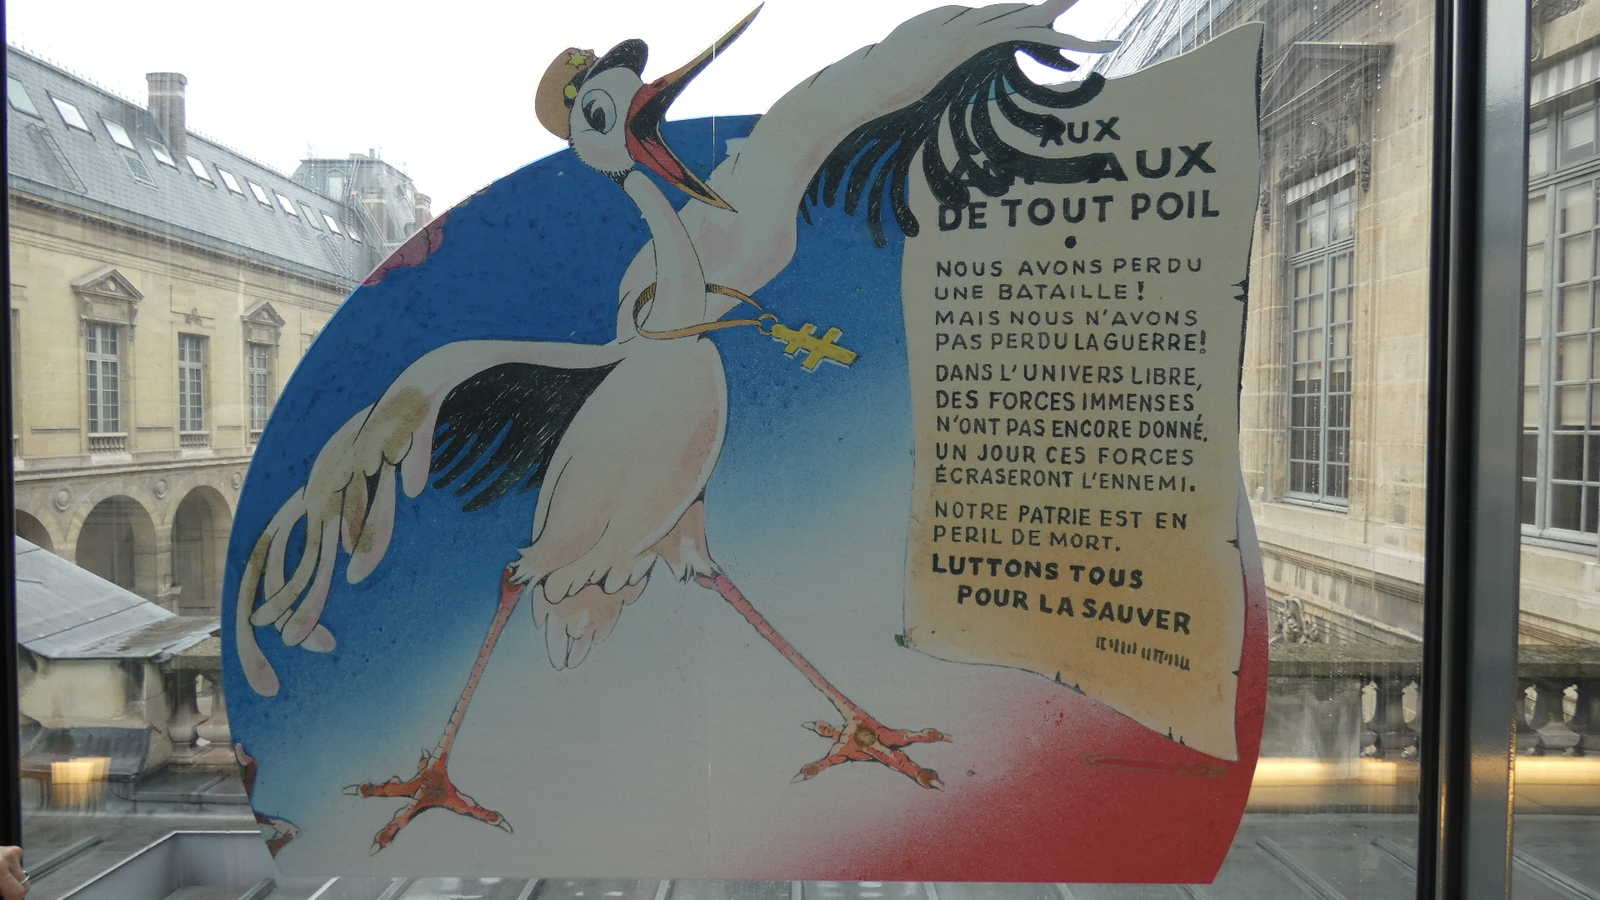 AUX
DE TOUT POIL
NOUS AVONS PERDU
UNE BATAILLE !
MAIS NOUS N'AVONS
PAS PERDU LA GUERRE!
DANS L'UNIVERS LIBRE,
DES FORCES IMMENSES
N'ONT PAS ENCORE DONNÉ.
UN JOUR CES FORCES
ÉCRASERONT L'ENNEMI.
NOTRE PATRIE EST EN
PERIL DE MORT.
LUTTONS TOUS
POUR LA SAUVER